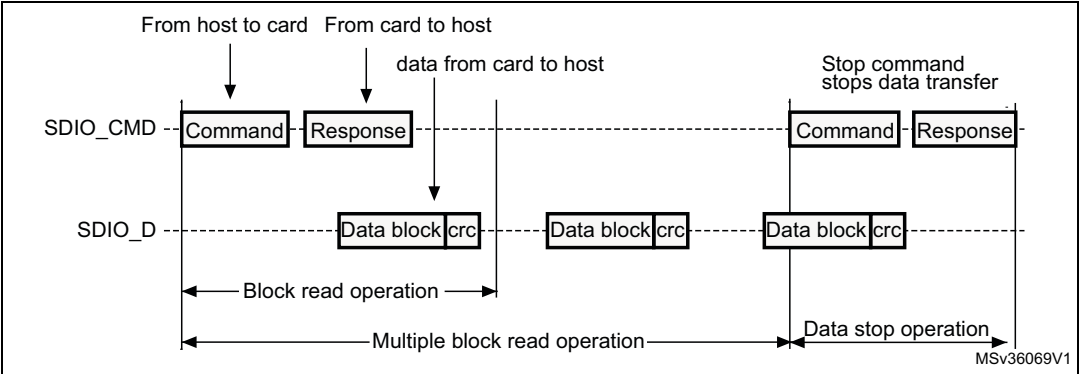 From host to card From card to host
data from card to host
Stop command
stops data transfer
SDIO_CMD Command Response Command Response
SDIO_D Data block crc Data block crc Data block crc
Block read operation
Multiple block read operation
Data stop operation
MSv36069V1